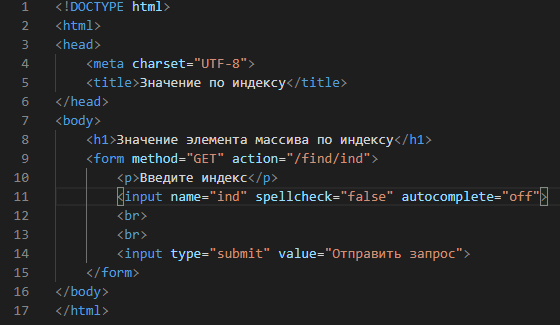 1 <!DOCTYPE html>
2 <html>
3 <head>
4     <meta charset="UTF-8">
5     <title>Значение по индексу</title>
6 </head>
7 <body>
8     <h1>Значение элемента массива по индексу</h1>
9     <form method="GET" action="/find/ind">
10         <p>Введите индекс</p>
11         <input name="ind" spellcheck="false" autocomplete="off">
12         <br>
13         <br>
14         <input type="submit" value="Отправить запрос">
15     </form>
16 </body>
17 </html>